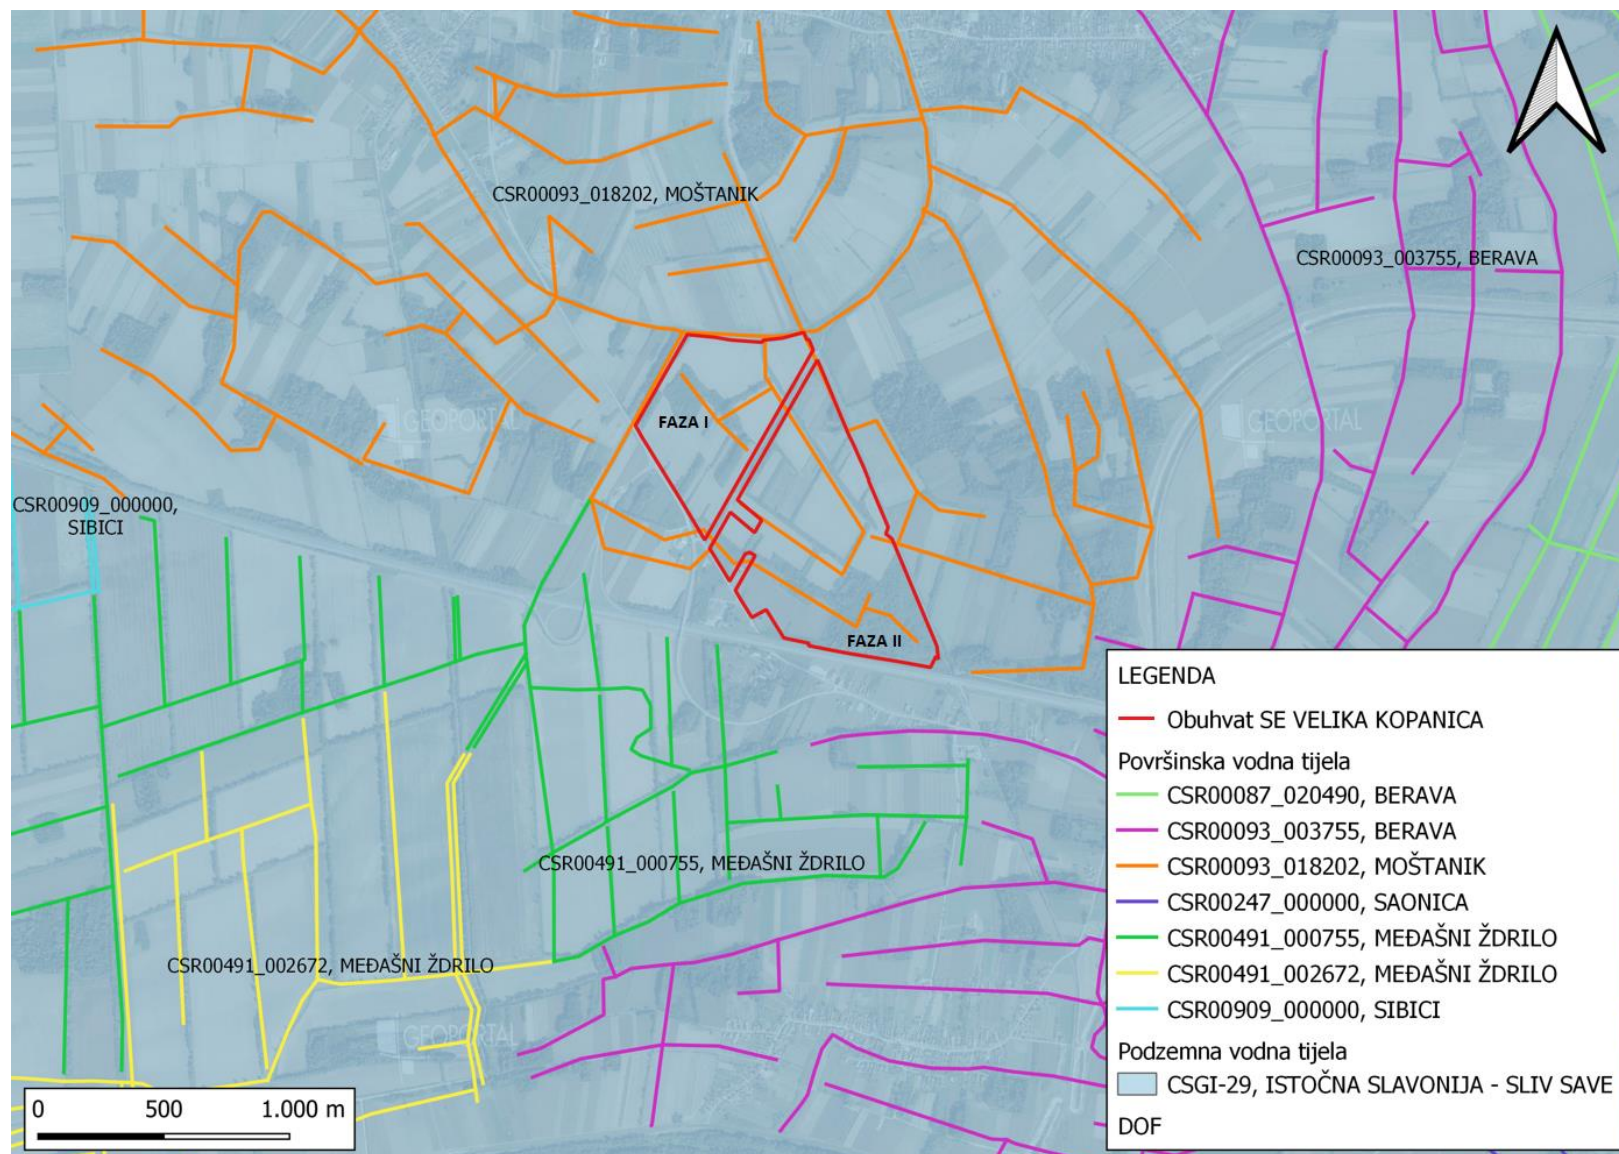 CSR00093_018202, MOŠTANIK
CSR00093_003755, BERAVA
GEOPORTAL
GEOPORTAL
FAZA I
CSR00909_000000,
SIBICI
FAZA II
CSR00491_000755, MEĐAŠNI ŽDRILO
CSR00491_002672, MEĐAŠNI ŽDRILO
GEOPORTAL
0 500 1.000 m
LEGENDA
Obuhvat SE VELIKA KOPANICA
Površinska vodna tijela
CSR00087_020490, BERAVA
CSR00093_003755, BERAVA
CSR00093_018202, MOŠTANIK
CSR00247_000000, SAONICA
CSR00491_000755, MEĐAŠNI ŽDRILO
CSR00491_002672, MEĐAŠNI ŽDRILO
CSR00909_000000, SIBICI
Podzemna vodna tijela
CSGI-29, ISTOČNA SLAVONIJA - SLIV SAVE
DOF